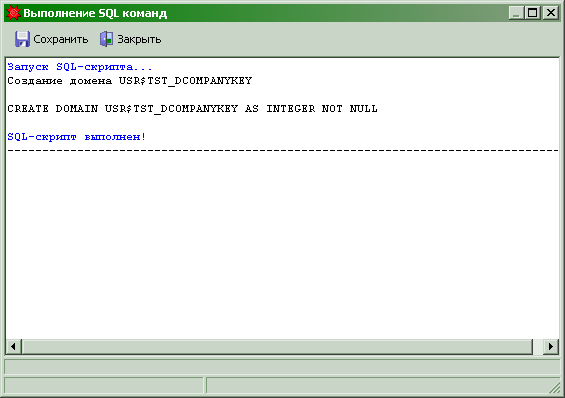 Выполнение SQL команд
Сохранить Закрыть
Запуск SQL-скрипта...
Создание домена USR$TST_DCOMPANYKEY
CREATE DOMAIN USR$TST_DCOMPANYKEY AS INTEGER NOT NULL
SQL-скрипт выполнен!